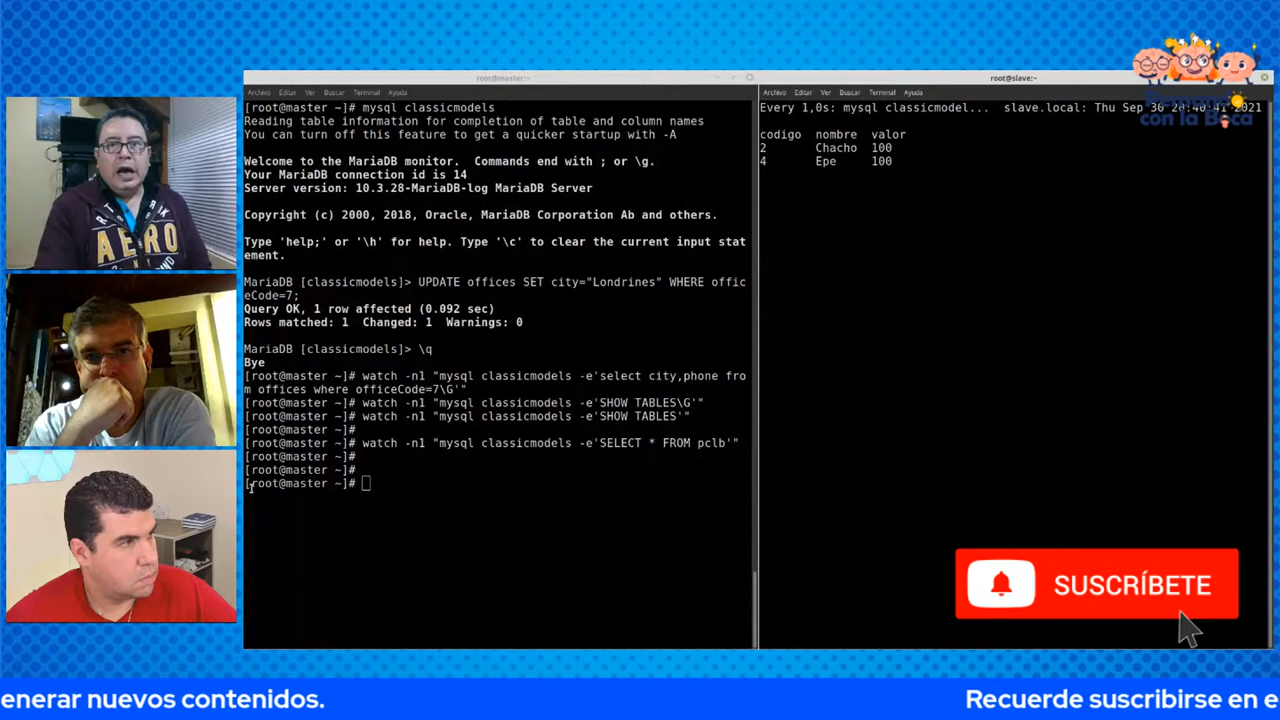 root@master:~
Archivo Editar Ver Buscar Terminal Ayuda
[root@master ~]# mysql classicmodels
Reading table information for completion of table and column names
You can turn off this feature to get a quicker startup with -A
Welcome to the MariaDB monitor.  Commands end with ; or \g.
Your MariaDB connection id is 14
Server version: 10.3.28-MariaDB-log MariaDB Server
Copyright (c) 2000, 2018, Oracle, MariaDB Corporation Ab and others.
Type 'help;' or '\h' for help. Type '\c' to clear the current input stat
ement.
MariaDB [classicmodels]> UPDATE offices SET city="Londrines" WHERE offic
eCode=7;
Query OK, 1 row affected (0.092 sec)
Rows matched: 1  Changed: 1  Warnings: 0
MariaDB [classicmodels]> \q
Bye
[root@master ~]# watch -n1 "mysql classicmodels -e'select city,phone fro
m offices where officeCode=7\G'"
[root@master ~]# watch -n1 "mysql classicmodels -e'SHOW TABLES\G'"
[root@master ~]# watch -n1 "mysql classicmodels -e'SHOW TABLES'"
[root@master ~]#
[root@master ~]# watch -n1 "mysql classicmodels -e'SELECT * FROM pclb'"
[root@master ~]#
[root@master ~]#
[root@master ~]#
root@slave:~
Archivo Editar Ver Buscar Terminal Ayuda
Every 1,0s: mysql classicmodel...  slave.local: Thu Sep 30 2021
codigo  nombre  valor
2       Chacho  100
4       Epe     100
con la Boca
AERO
SUSCRÍBETE
enerar nuevos contenidos.
Recuerde suscribirse en e